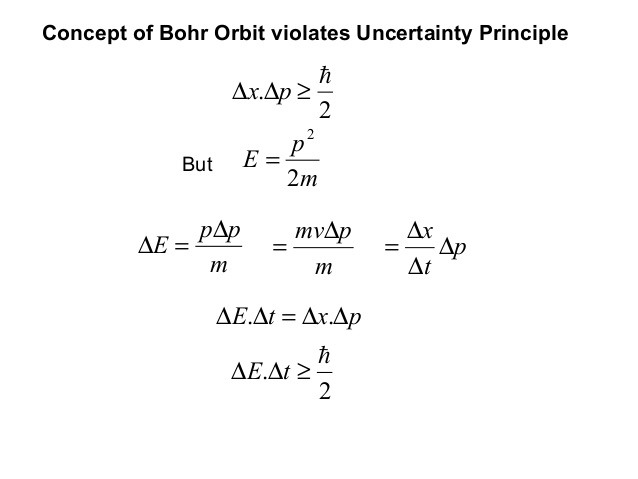 Concept of Bohr Orbit violates Uncertainty Principle
Δx.Δp ≥ ħ/2
But E = p²/2m
ΔE = pΔp/m = mvΔp/m = Δx/Δt Δp
ΔE.Δt = Δx.Δp
ΔE.Δt ≥ ħ/2